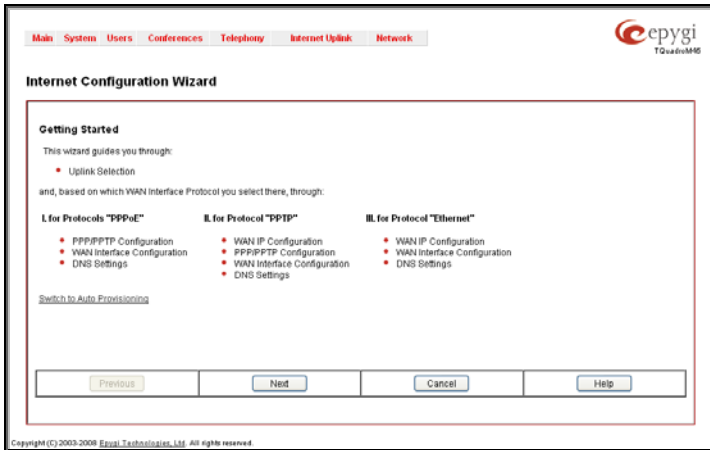 Main System Users Conferences Telephony Internet Uplink Network
epygi
TQuadroM46
Internet Configuration Wizard
Getting Started
This wizard guides you through:
Uplink Selection
and, based on which WAN Interface Protocol you select there, through:
I. for Protocols "PPPoE" II. for Protocol "PPTP" III. for Protocol "Ethernet"
PPP/PPTP Configuration WAN IP Configuration WAN IP Configuration
WAN Interface Configuration PPP/PPTP Configuration WAN Interface Configuration
DNS Settings WAN Interface Configuration DNS Settings
DNS Settings
Switch to Auto Provisioning
Previous Next Cancel Help
Copyright (C) 2003-2008 Epygi Technologies, Ltd. All rights reserved.